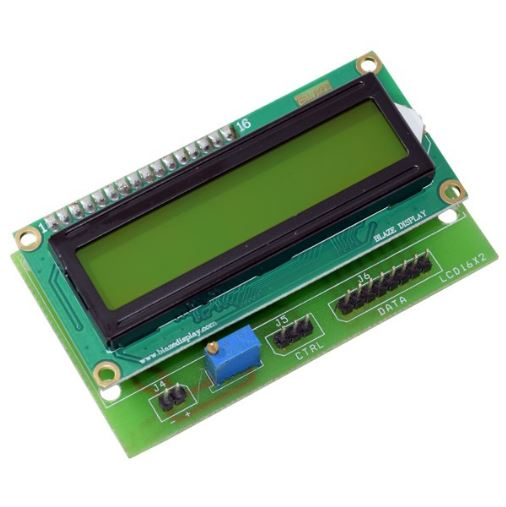 16
1
BLAZE DISPLAY
www.blazedisplay.com
J6
LCD16X2
DATA
J5
CTRL
J4
- +